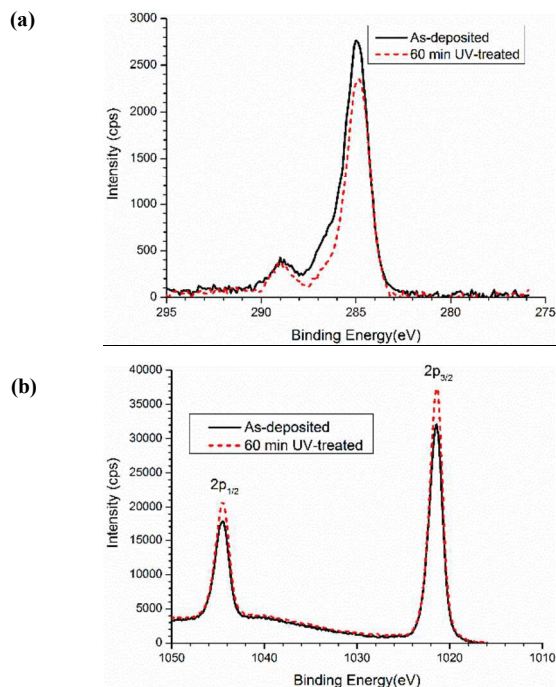 (a)
3000
2500
2000
1500
1000
500
0
Intensity (cps)
As-deposited
60 min UV-treated
295 290 285 280 275
Binding Energy(eV)
(b)
40000
35000
30000
25000
20000
15000
10000
5000
0
Intensity (cps)
As-deposited
60 min UV-treated
2p1/2
2p3/2
1050 1040 1030 1020 1010
Binding Energy(eV)